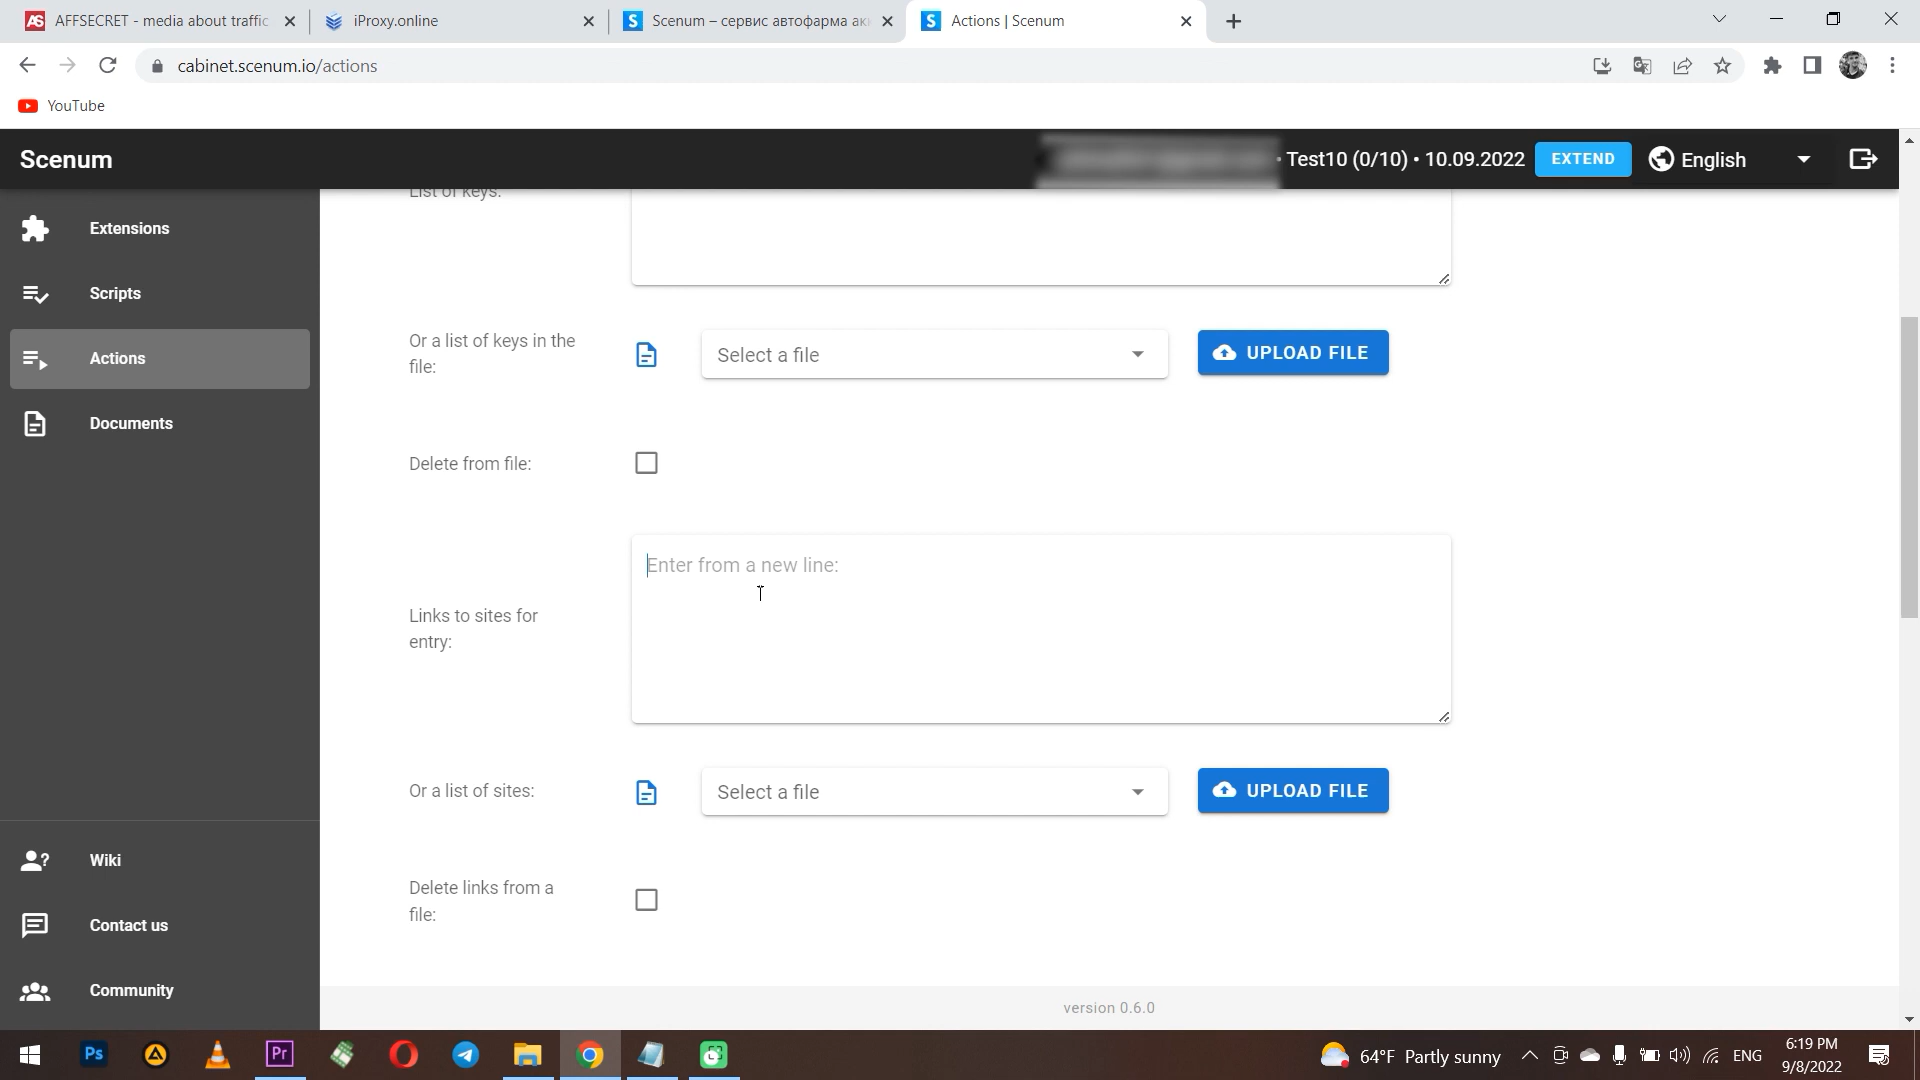 AFFSECRET - media about traffic
iProxy.online
Scenum – сервис автофарма акк
Actions | Scenum
cabinet.scenum.io/actions
YouTube
Scenum
• Test10 (0/10) • 10.09.2022
EXTEND
English
Extensions
Scripts
Actions
Documents
Wiki
Contact us
Community
List of keys:
Or a list of keys in the
file:
Select a file
UPLOAD FILE
Delete from file:
Enter from a new line:
Links to sites for
entry:
Or a list of sites:
Select a file
UPLOAD FILE
Delete links from a
file:
version 0.6.0
Ps
Pr
64°F Partly sunny
ENG
6:19 PM
9/8/2022